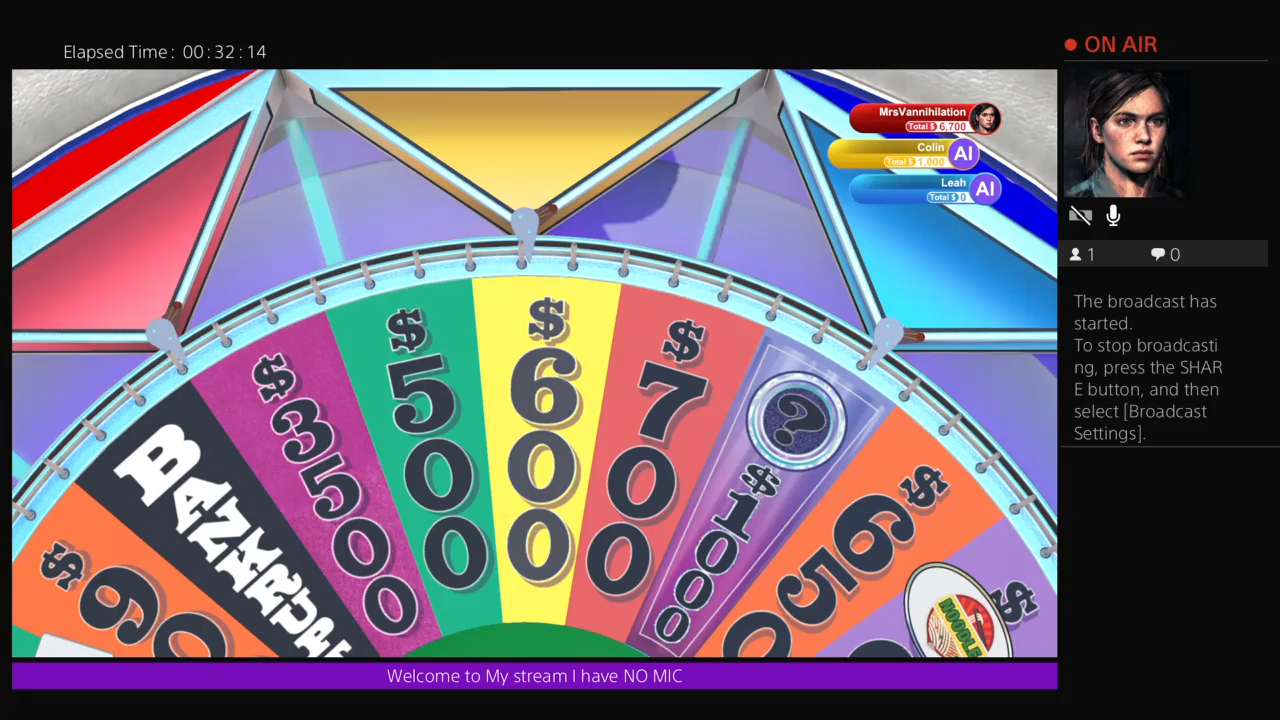 Elapsed Time: 00:32:14
ON AIR
MrsVannihilation
Total $ 6,700
Colin
AI
Total $ 1,000
Leah
AI
Total $ 0
1
0
The broadcast has
started.
To stop broadcasti
ng, press the SHAR
E button, and then
select [Broadcast
Settings].
BANKRUPT
$3500
$500
$600
$700
?
$1000
$650
$
NOODLE
Welcome to My stream I have NO MIC